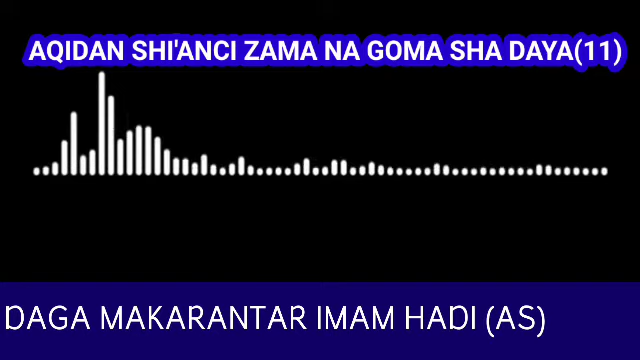 AQIDAN SHI'ANCI ZAMA NA GOMA SHA DAYA(11)
DAGA MAKARANTAR IMAM HADI (AS)